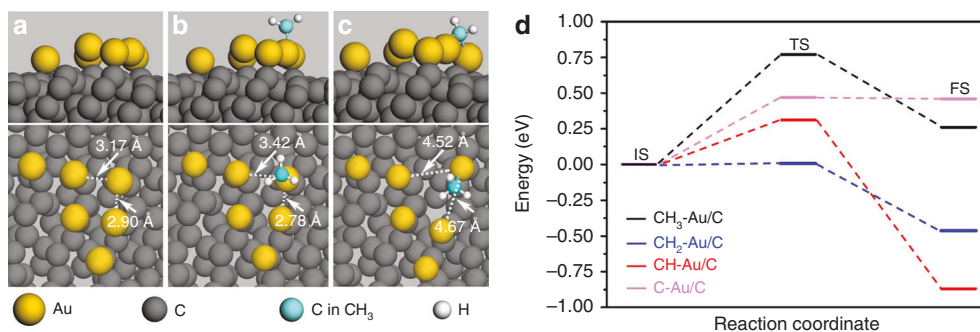 a
3.17 Å
2.90 Å
b
3.42 Å
2.78 Å
c
4.52 Å
4.67 Å
Au
C
C in CH₃
H
d
Energy (eV)
1.00
0.75
0.50
0.25
0.00
−0.25
−0.50
−0.75
−1.00
IS
TS
FS
CH₃-Au/C
CH₂-Au/C
CH-Au/C
C-Au/C
Reaction coordinate